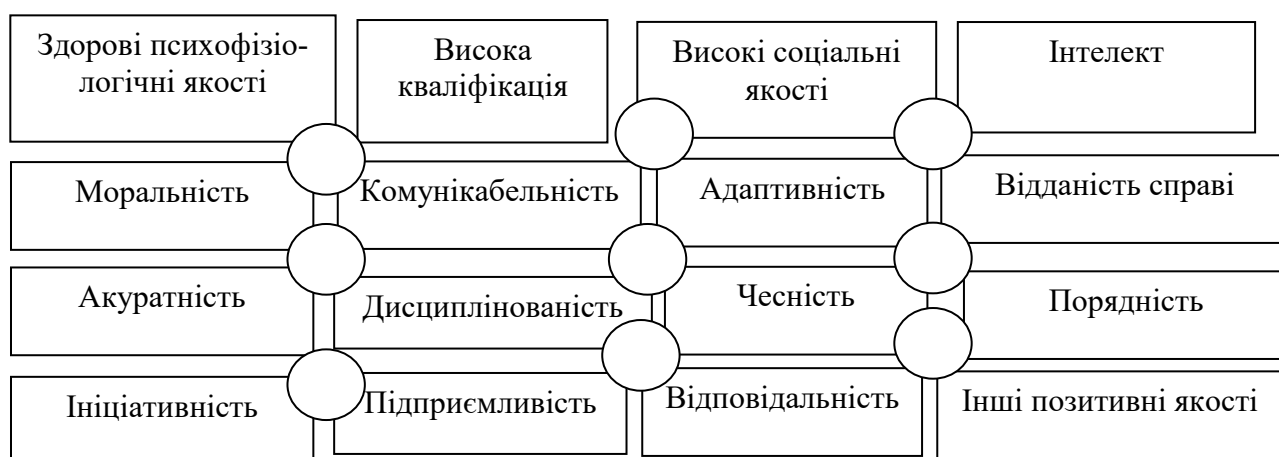 Здорові психофізіо-
логічні якості
Висока
кваліфікація
Високі соціальні
якості
Інтелект
Моральність
Комунікабельність
Адаптивність
Відданість справі
Акуратність
Дисциплінованість
Чесність
Порядність
Ініціативність
Підприємливість
Відповідальність
Інші позитивні якості